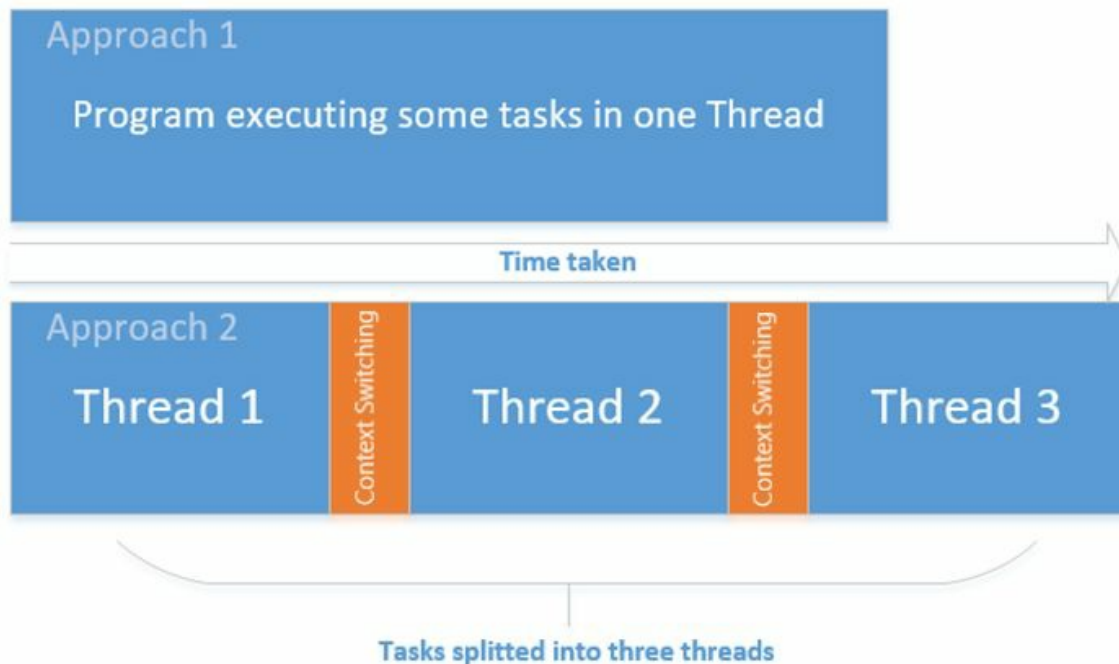 Approach 1
Program executing some tasks in one Thread
Time taken
Approach 2
Thread 1
Context Switching
Thread 2
Context Switching
Thread 3
Tasks splitted into three threads